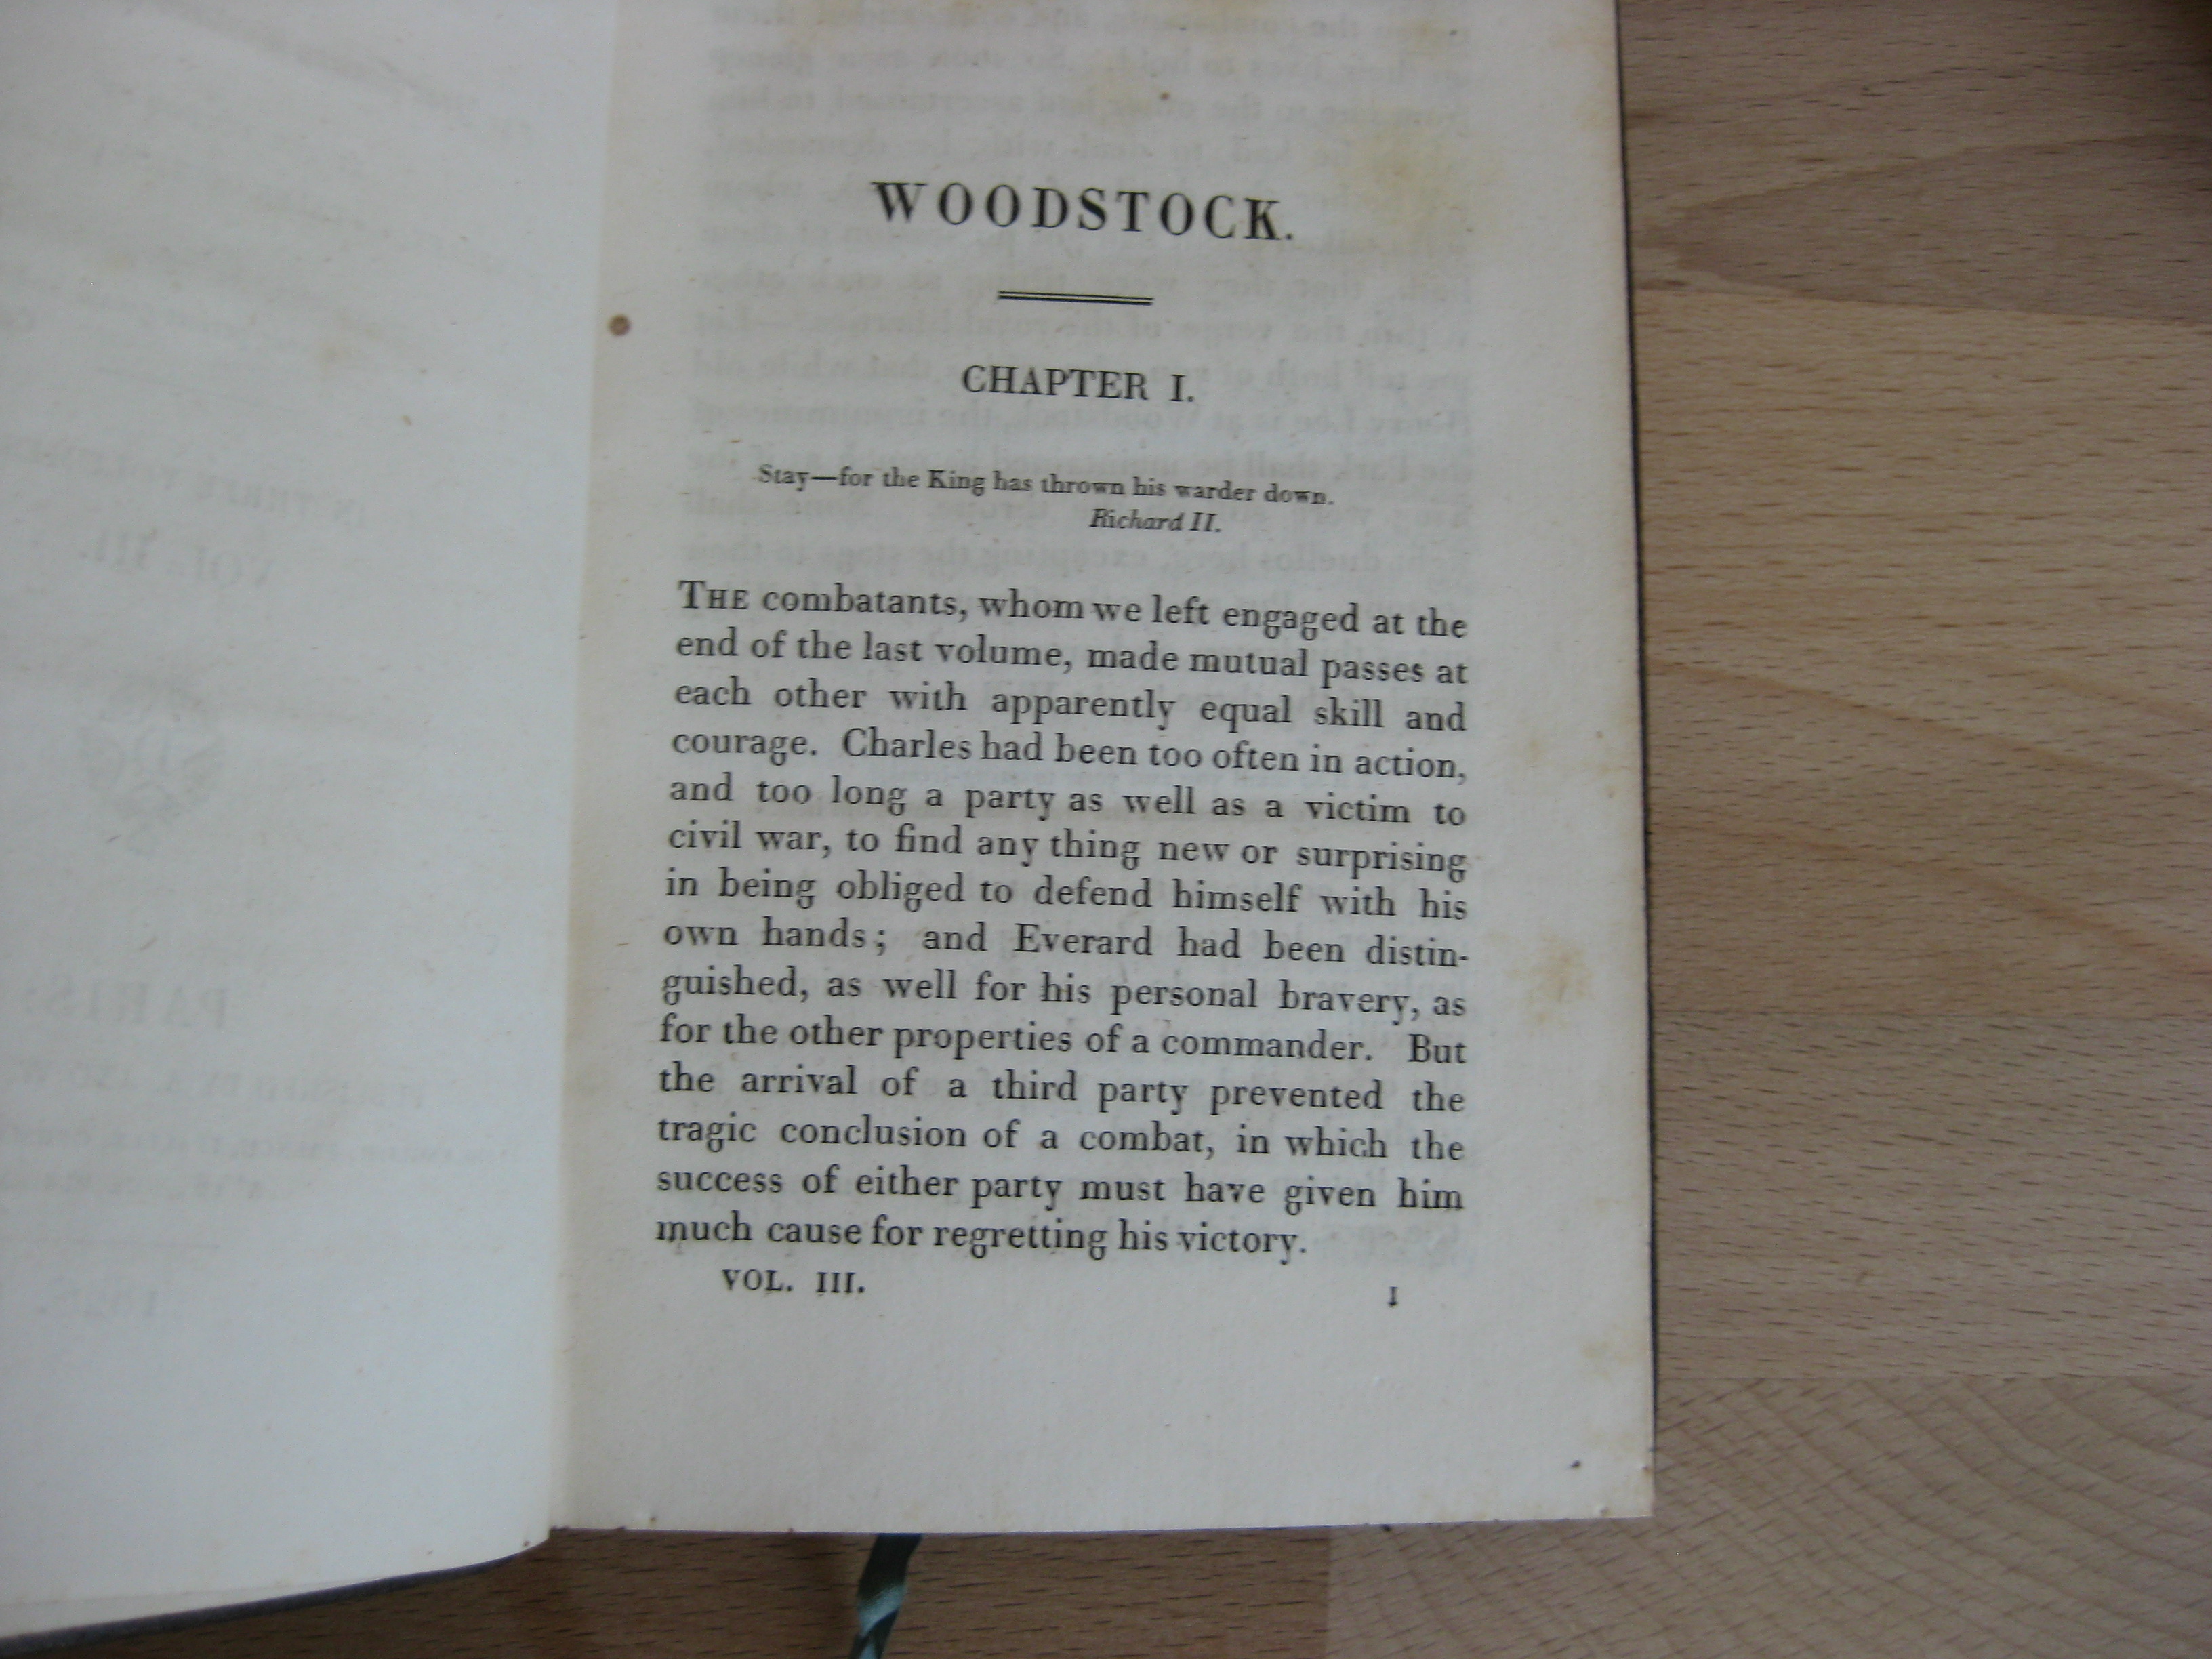 WOODSTOCK.
CHAPTER I.
Stay—for the King has thrown his warder down.
Richard II.
THE combatants, whom we left engaged at the
end of the last volume, made mutual passes at
each other with apparently equal skill and
courage. Charles had been too often in action,
and too long a party as well as a victim to
civil war, to find any thing new or surprising
in being obliged to defend himself with his
own hands; and Everard had been distin-
guished, as well for his personal bravery, as
for the other properties of a commander. But
the arrival of a third party prevented the
tragic conclusion of a combat, in which the
success of either party must have given him
much cause for regretting his victory.
VOL. III. 1